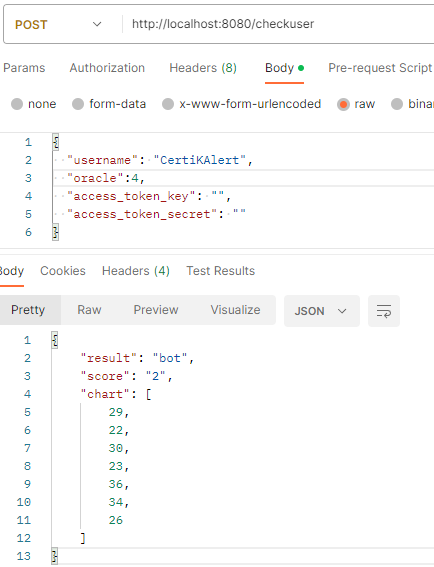 POST http://localhost:8080/checkuser
Params Authorization Headers (8) Body Pre-request Script
none form-data x-www-form-urlencoded raw
1 {
2 "username": "CertiKAlert",
3 "oracle":4,
4 "access_token_key": "",
5 "access_token_secret": ""
6 }
Body Cookies Headers (4) Test Results
Pretty Raw Preview Visualize JSON
1 {
2 "result": "bot",
3 "score": "2",
4 "chart": [
5 29,
6 22,
7 30,
8 23,
9 36,
10 34,
11 26
12 ]
13 }